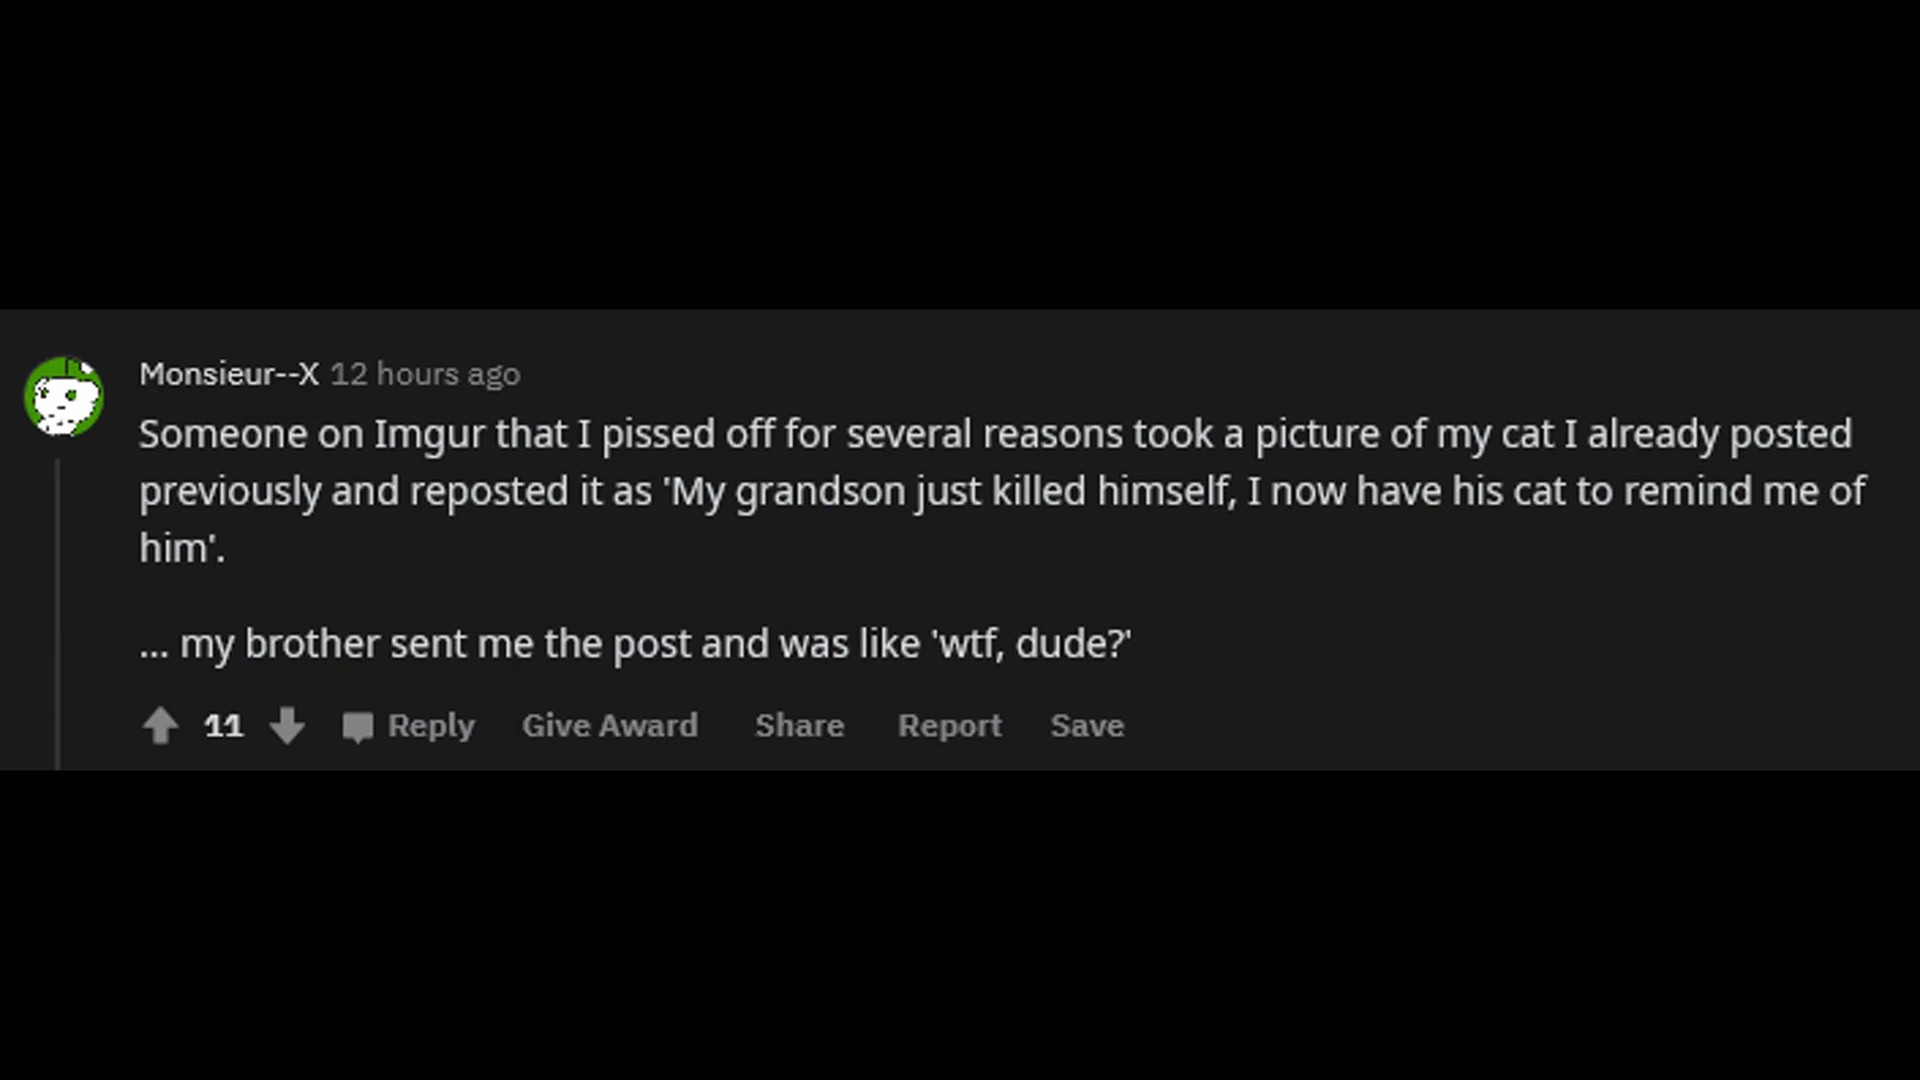 Monsieur--X 12 hours ago
Someone on Imgur that I pissed off for several reasons took a picture of my cat I already posted
previously and reposted it as 'My grandson just killed himself, I now have his cat to remind me of
him'.
... my brother sent me the post and was like 'wtf, dude?'
11 Reply Give Award Share Report Save